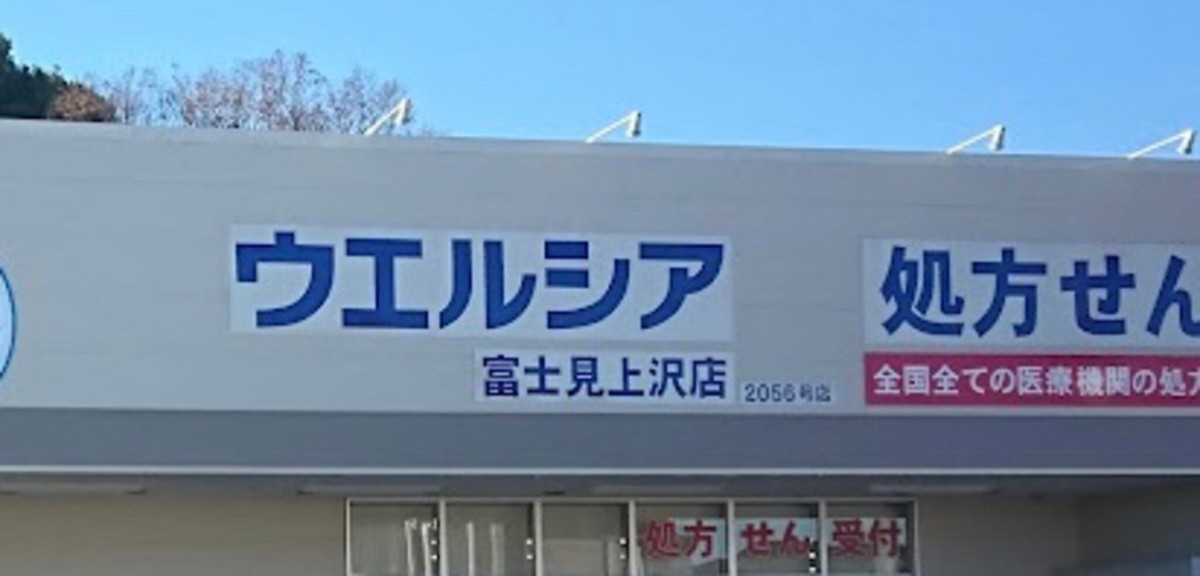 ウエルシア
富士見上沢店
2056号店
処方せん
全国全ての医療機関の処方
処方せん受付